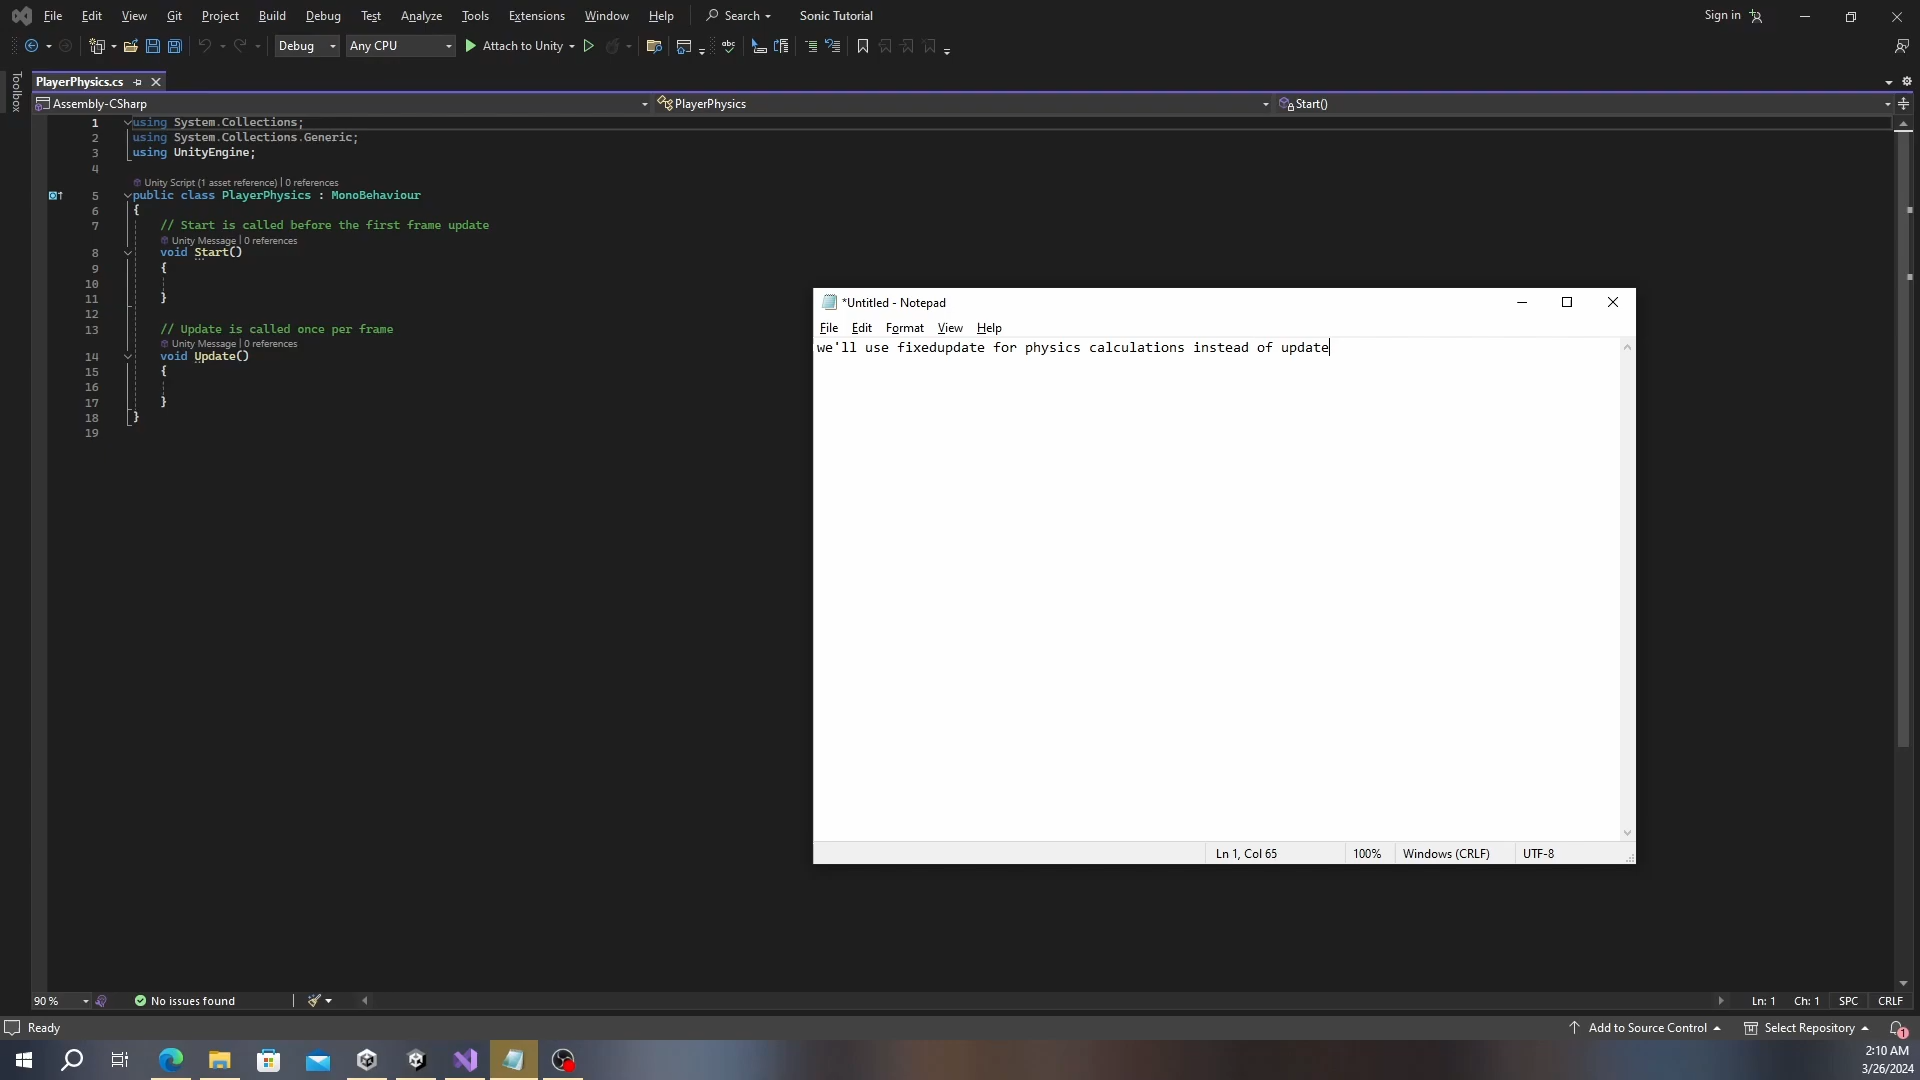 File Edit View Git Project Build Debug Test Analyze Tools Extensions Window Help Search Sonic Tutorial Sign in
Debug Any CPU Attach to Unity abc
Toolbox
PlayerPhysics.cs
Assembly-CSharp PlayerPhysics Start()
1 using System.Collections;
2 using System.Collections.Generic;
3 using UnityEngine;
4
Unity Script (1 asset reference) | 0 references
5 public class PlayerPhysics : MonoBehaviour
6 {
7 // Start is called before the first frame update
Unity Message | 0 references
8 void Start()
9 {
10
11 }
12
13 // Update is called once per frame
Unity Message | 0 references
14 void Update()
15 {
16
17 }
18 }
19
*Untitled - Notepad
File Edit Format View Help
we'll use fixedupdate for physics calculations instead of update
Ln 1, Col 65 100% Windows (CRLF) UTF-8
90 % No issues found Ln: 1 Ch: 1 SPC CRLF
Ready Add to Source Control Select Repository 1
2:10 AM
3/26/2024